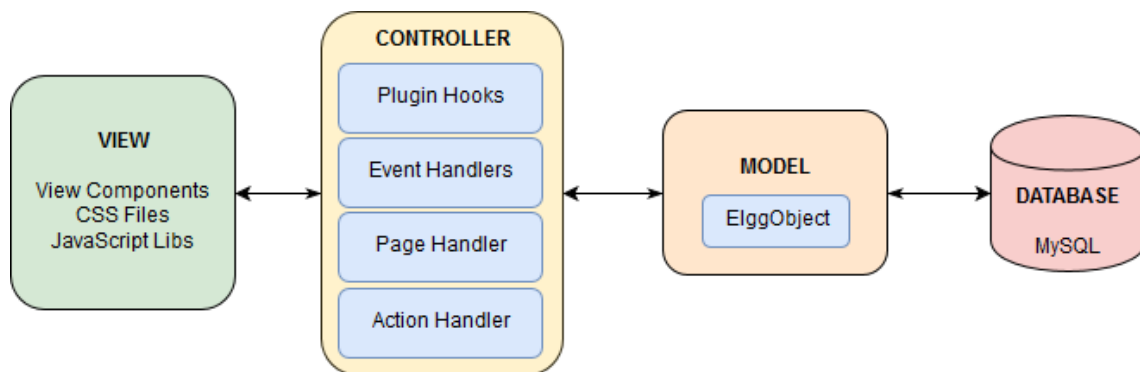 VIEW
View Components
CSS Files
JavaScript Libs
CONTROLLER
Plugin Hooks
Event Handlers
Page Handler
Action Handler
MODEL
ElggObject
DATABASE
MySQL